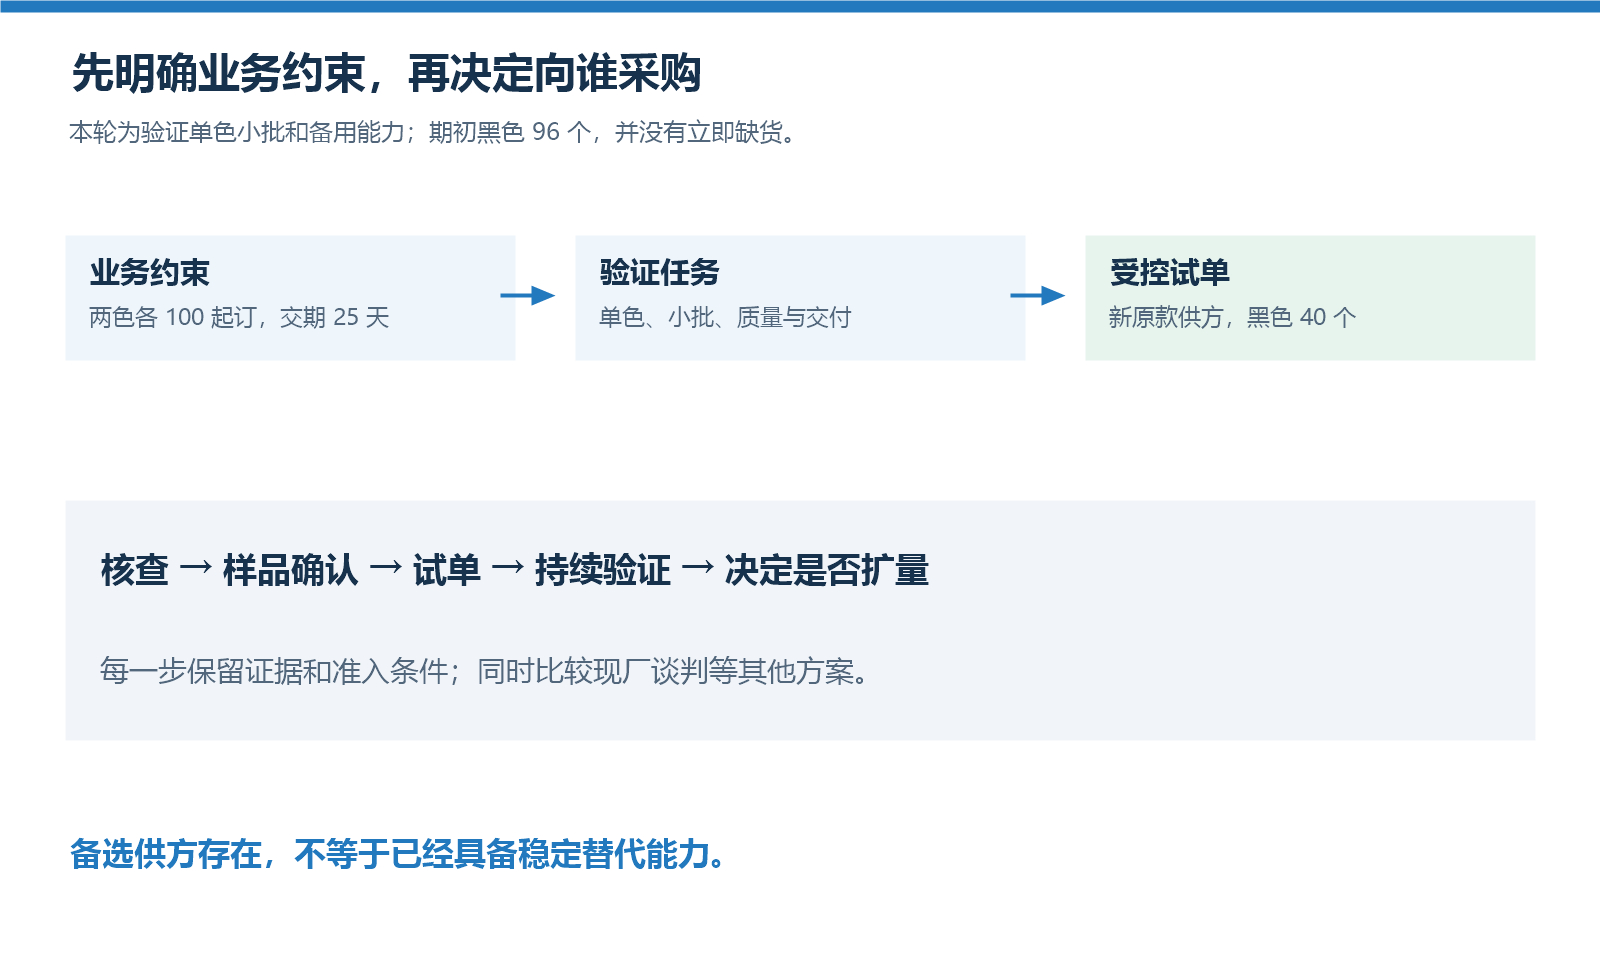 先明确业务约束，再决定向谁采购
本轮为验证单色小批和备用能力；期初黑色 96 个，并没有立即缺货。
业务约束
两色各 100 起订，交期 25 天
验证任务
单色、小批、质量与交付
受控试单
新原款供方，黑色 40 个
核查 → 样品确认 → 试单 → 持续验证 → 决定是否扩量
每一步保留证据和准入条件；同时比较现厂谈判等其他方案。
备选供方存在，不等于已经具备稳定替代能力。